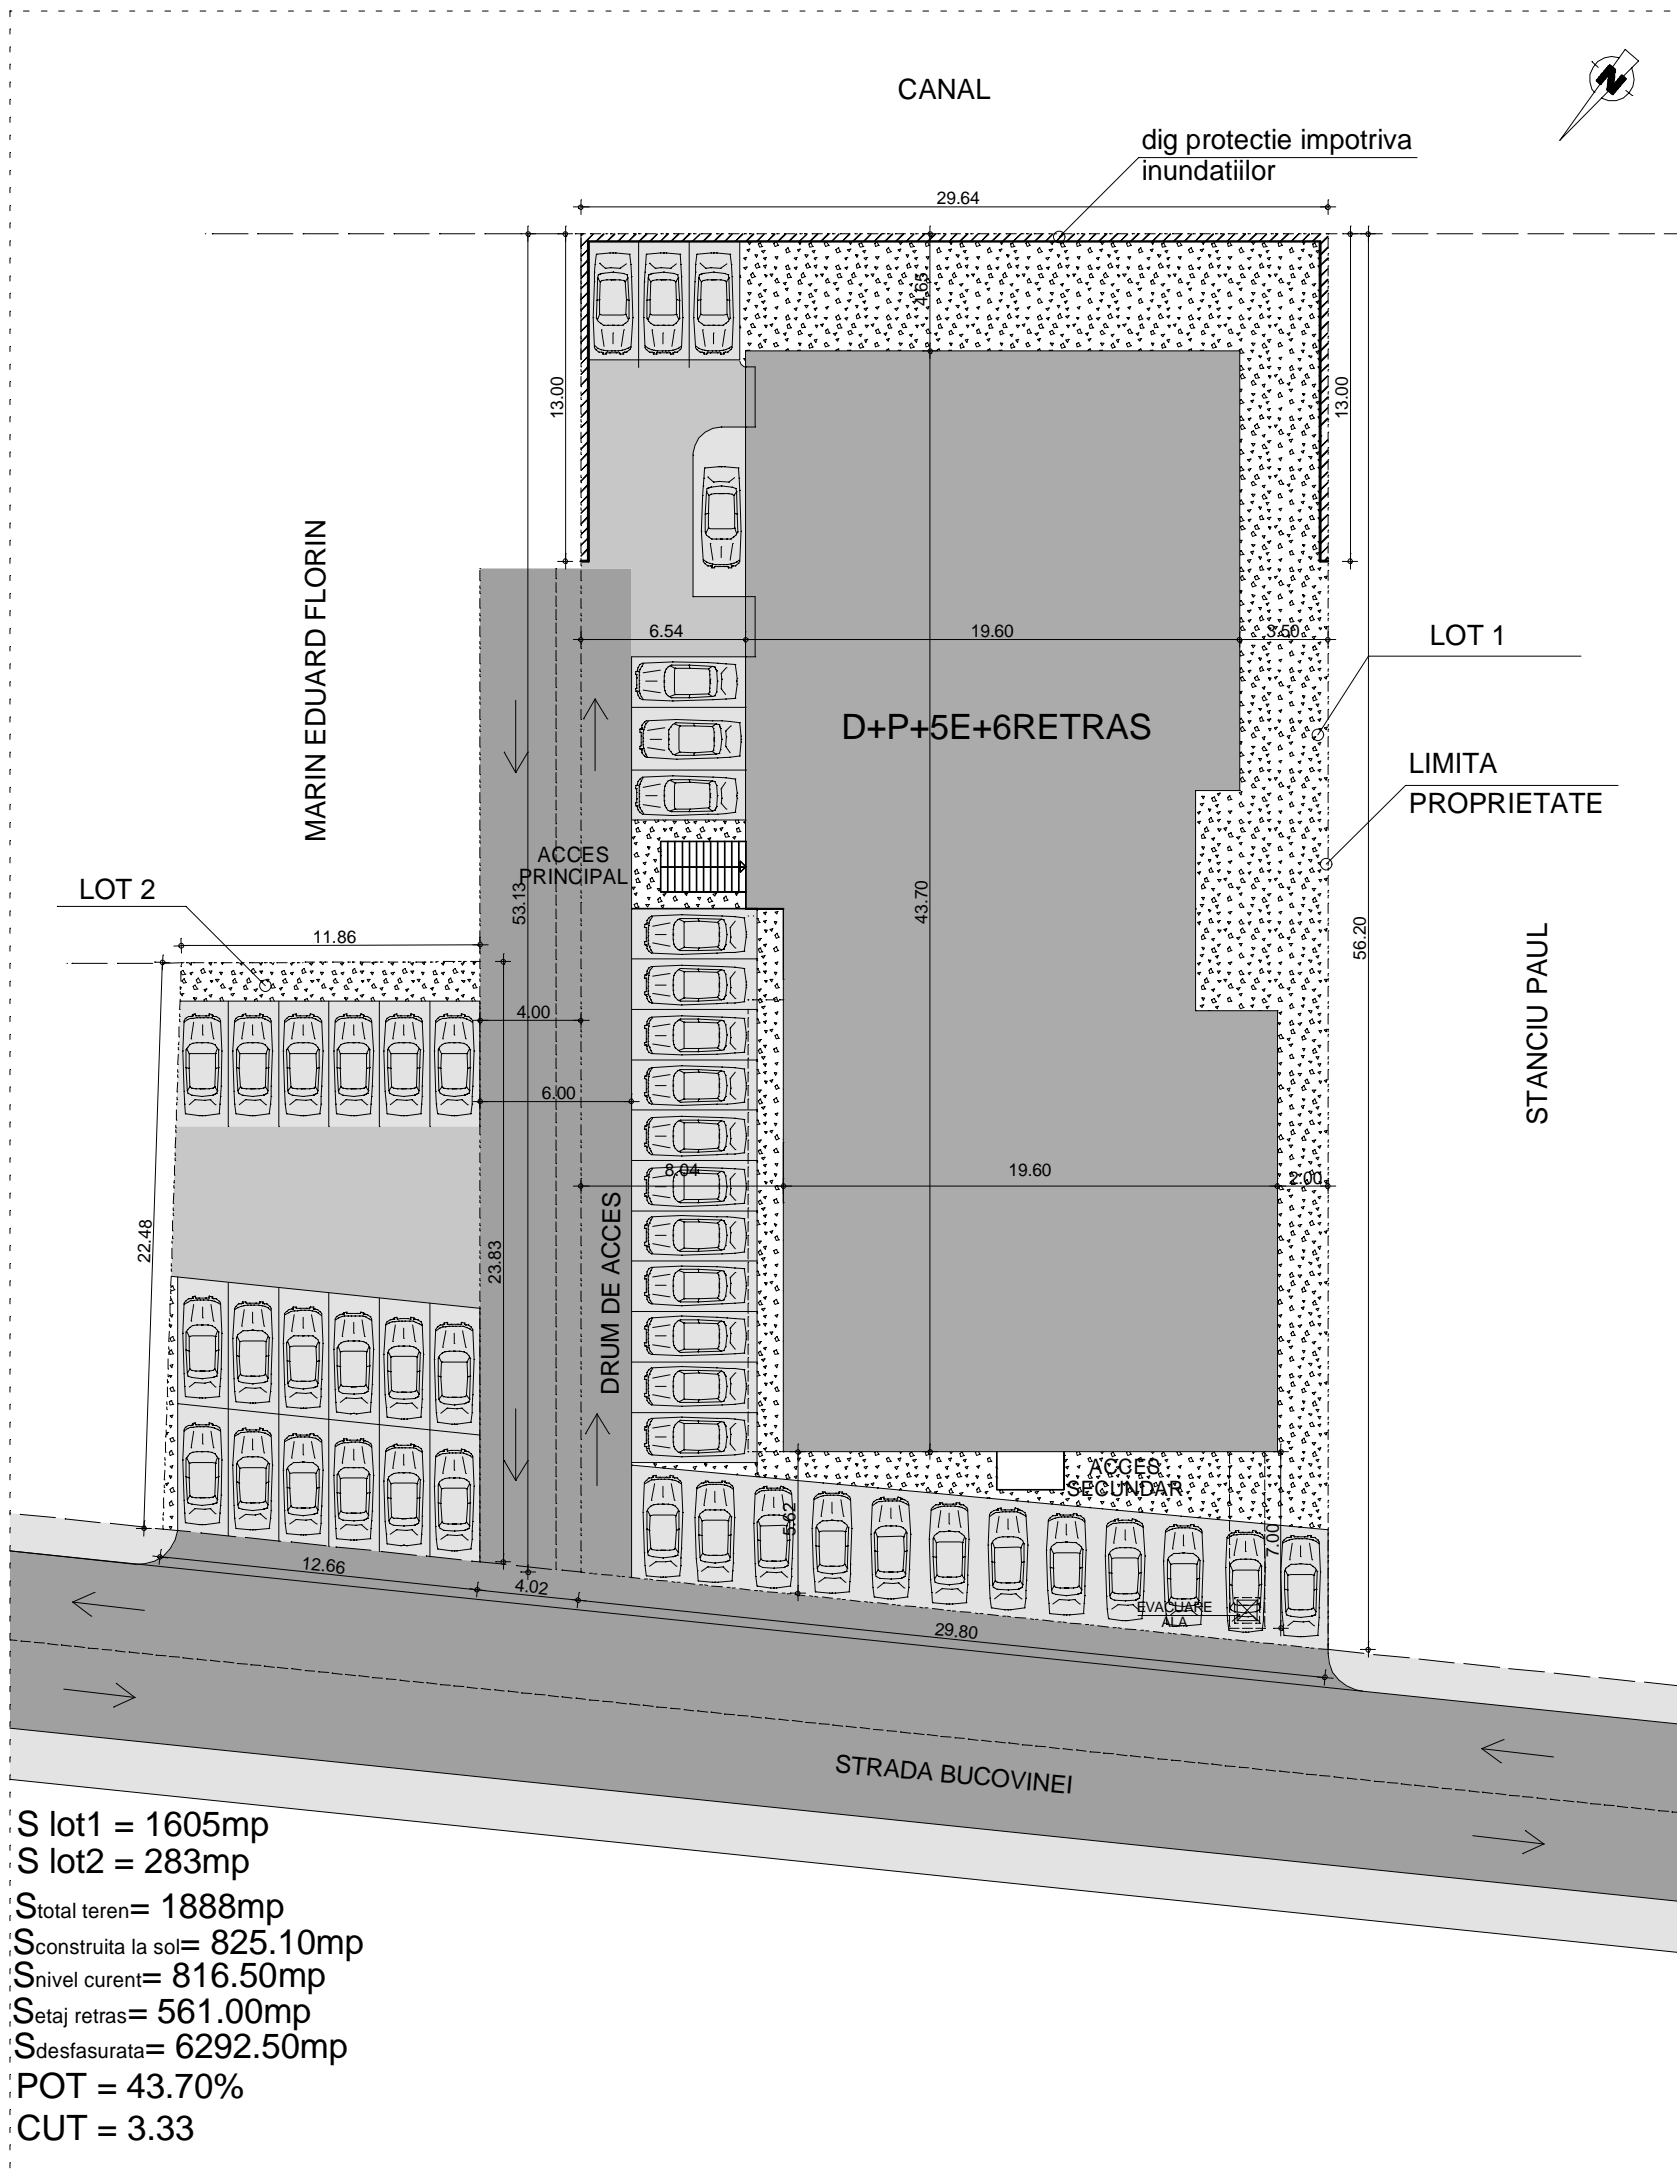 CANAL
N
dig protectie impotriva
inundatiilor
29.64
4.65
13.00
13.00
MARIN EDUARD FLORIN
6.54
19.60
3.50
LOT 1
D+P+5E+6RETRAS
LIMITA
PROPRIETATE
ACCES
PRINCIPAL
LOT 2
53.13
43.70
56.20
STANCIU PAUL
11.86
4.00
6.00
8.04
19.60
2.00
22.48
23.83
DRUM DE ACCES
ACCES
SECUNDAR
5.62
7.00
12.66
4.02
EVACUARE
ALA
29.80
STRADA BUCOVINEI
S lot1 = 1605mp
S lot2 = 283mp
Stotal teren= 1888mp
Sconstruita la sol= 825.10mp
Snivel curent= 816.50mp
Setaj retras= 561.00mp
Sdesfasurata= 6292.50mp
POT = 43.70%
CUT = 3.33